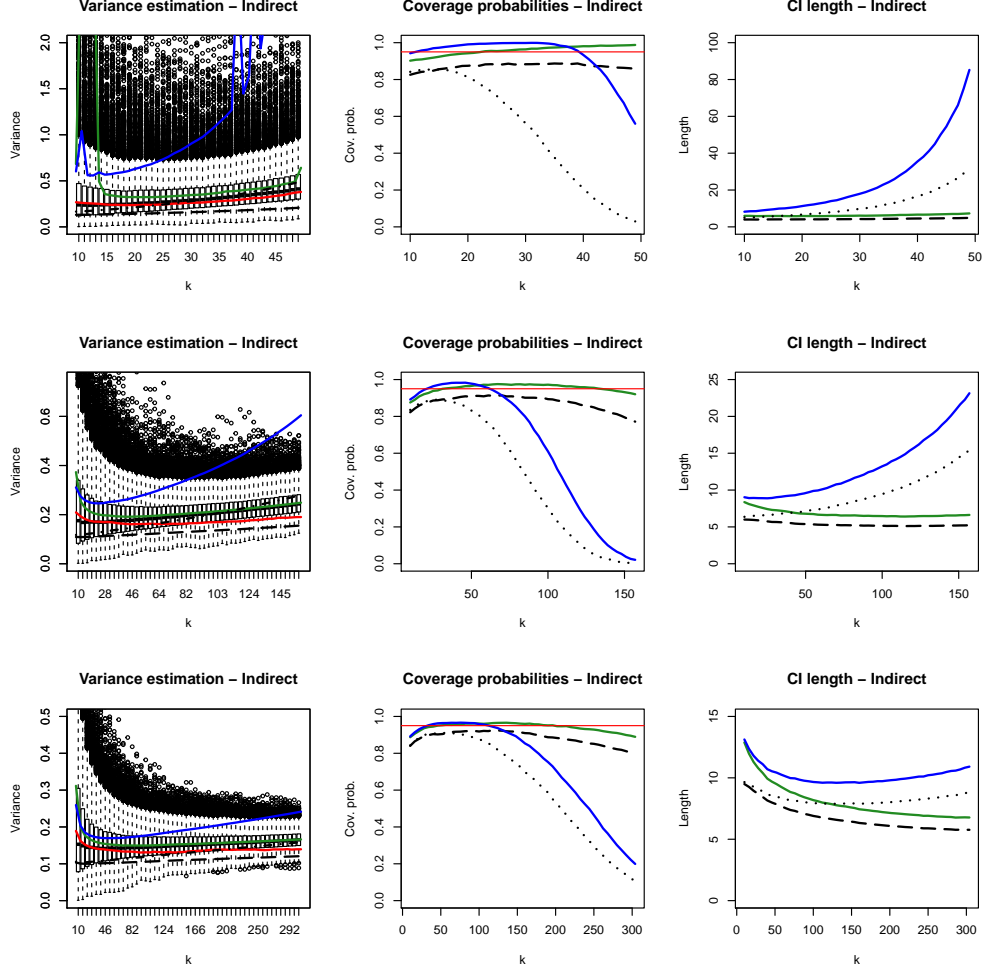 Variance estimation − Indirect
Coverage probabilities − Indirect
CI length − Indirect
Variance
0.0 0.5 1.0 1.5 2.0
10 15 20 25 30 35 40 45
k
Cov. prob.
0.0 0.2 0.4 0.6 0.8 1.0
10 20 30 40 50
k
Length
0 20 40 60 80 100
10 20 30 40 50
k
Variance estimation − Indirect
Coverage probabilities − Indirect
CI length − Indirect
Variance
0.0 0.2 0.4 0.6
10 28 46 64 82 103 124 145
k
Cov. prob.
0.0 0.2 0.4 0.6 0.8 1.0
50 100 150
k
Length
0 5 10 15 20 25
50 100 150
k
Variance estimation − Indirect
Coverage probabilities − Indirect
CI length − Indirect
Variance
0.0 0.1 0.2 0.3 0.4 0.5
10 46 82 124 166 208 250 292
k
Cov. prob.
0.0 0.2 0.4 0.6 0.8 1.0
0 50 100 150 200 250 300
k
Length
0 5 10 15
0 50 100 150 200 250 300
k